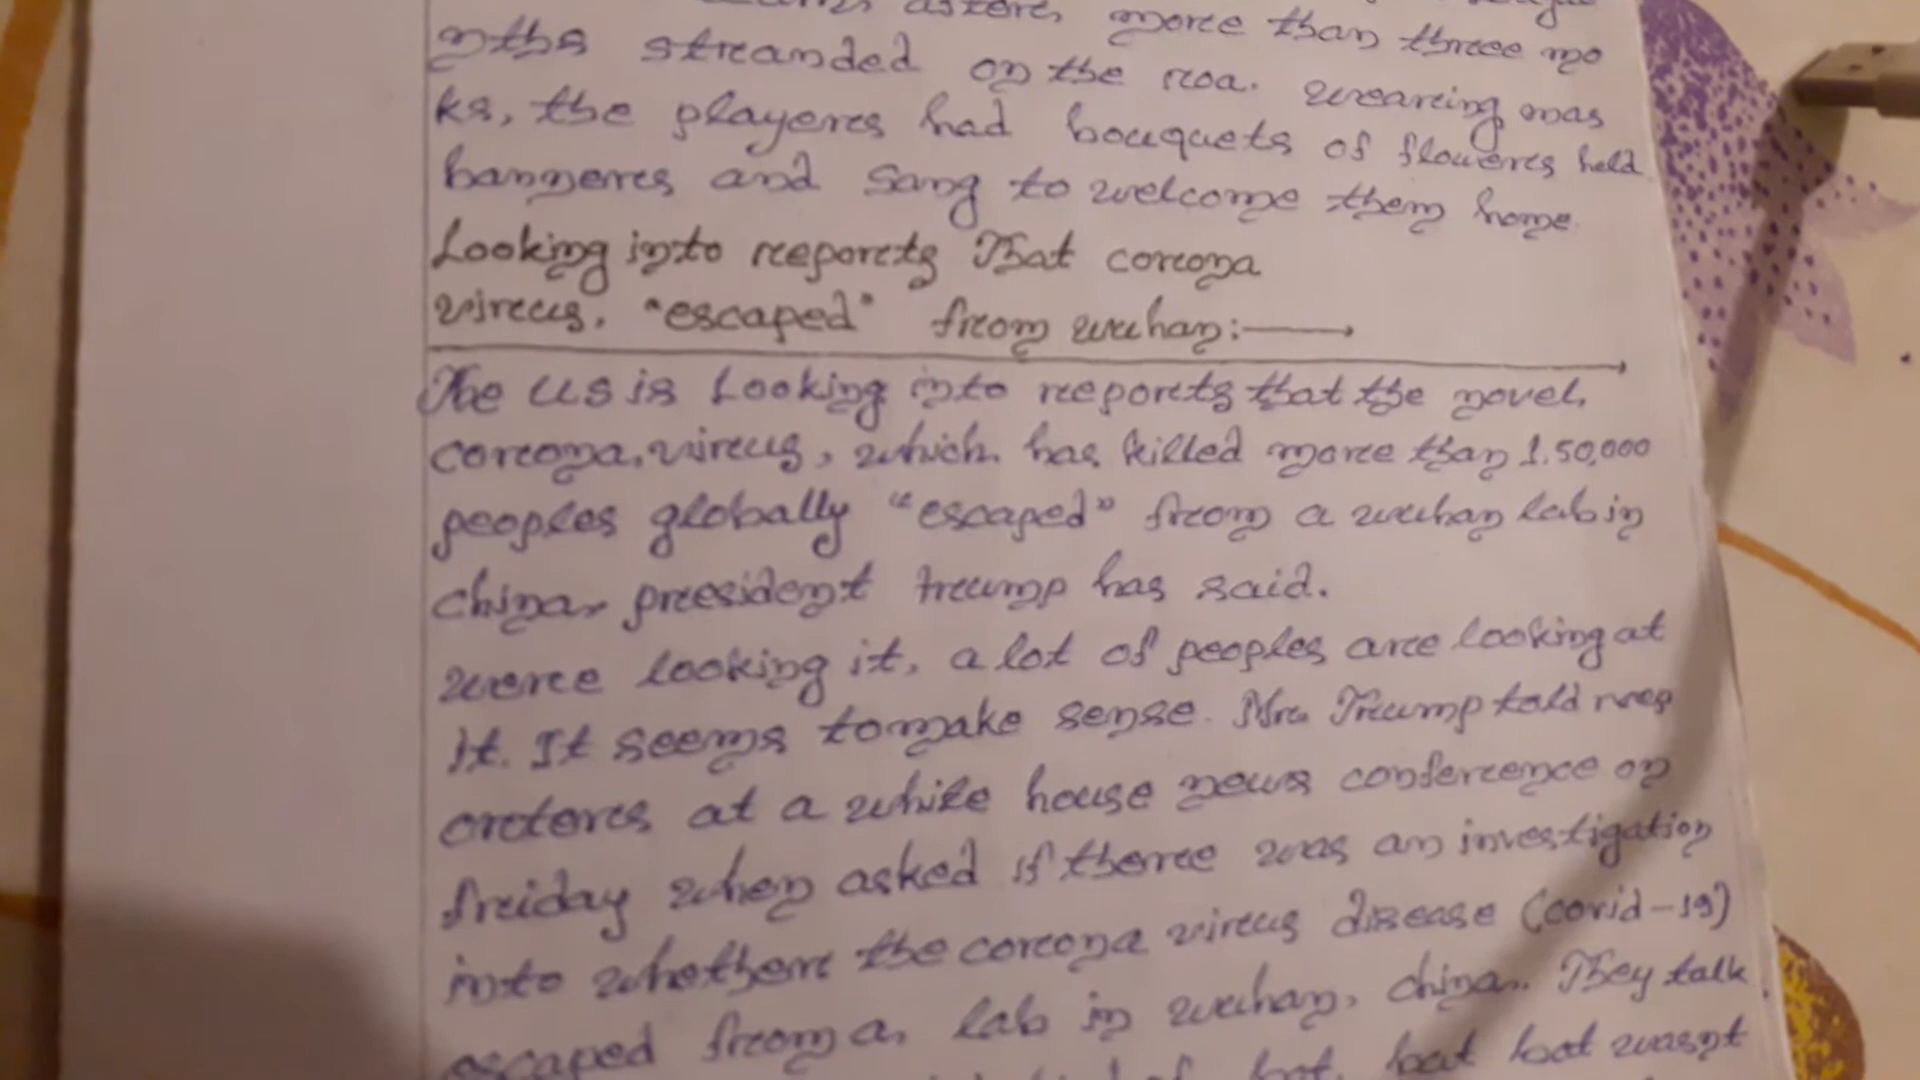 more than three mo
nths streanded on the roa. wearing mas
ks, the players had bouquets of flowers held
banners and sang to welcome them home.
Looking into reports That corona
virus. "escaped" from wuhan:
The US is Looking into reports that the novel.
corona, virus, which has killed more than 1.50,000
peoples globally "escaped" from a wuhan lab in
china, president trump has said.
were looking it, a lot of peoples are looking at
it. It seems to make sense. Mr. Trump told rep
orters at a white house news conference on
friday when asked if there was an investigation
into whether the corona virus disease (covid-19)
escaped from a lab in wuhan, china. They talk
bat wasnt